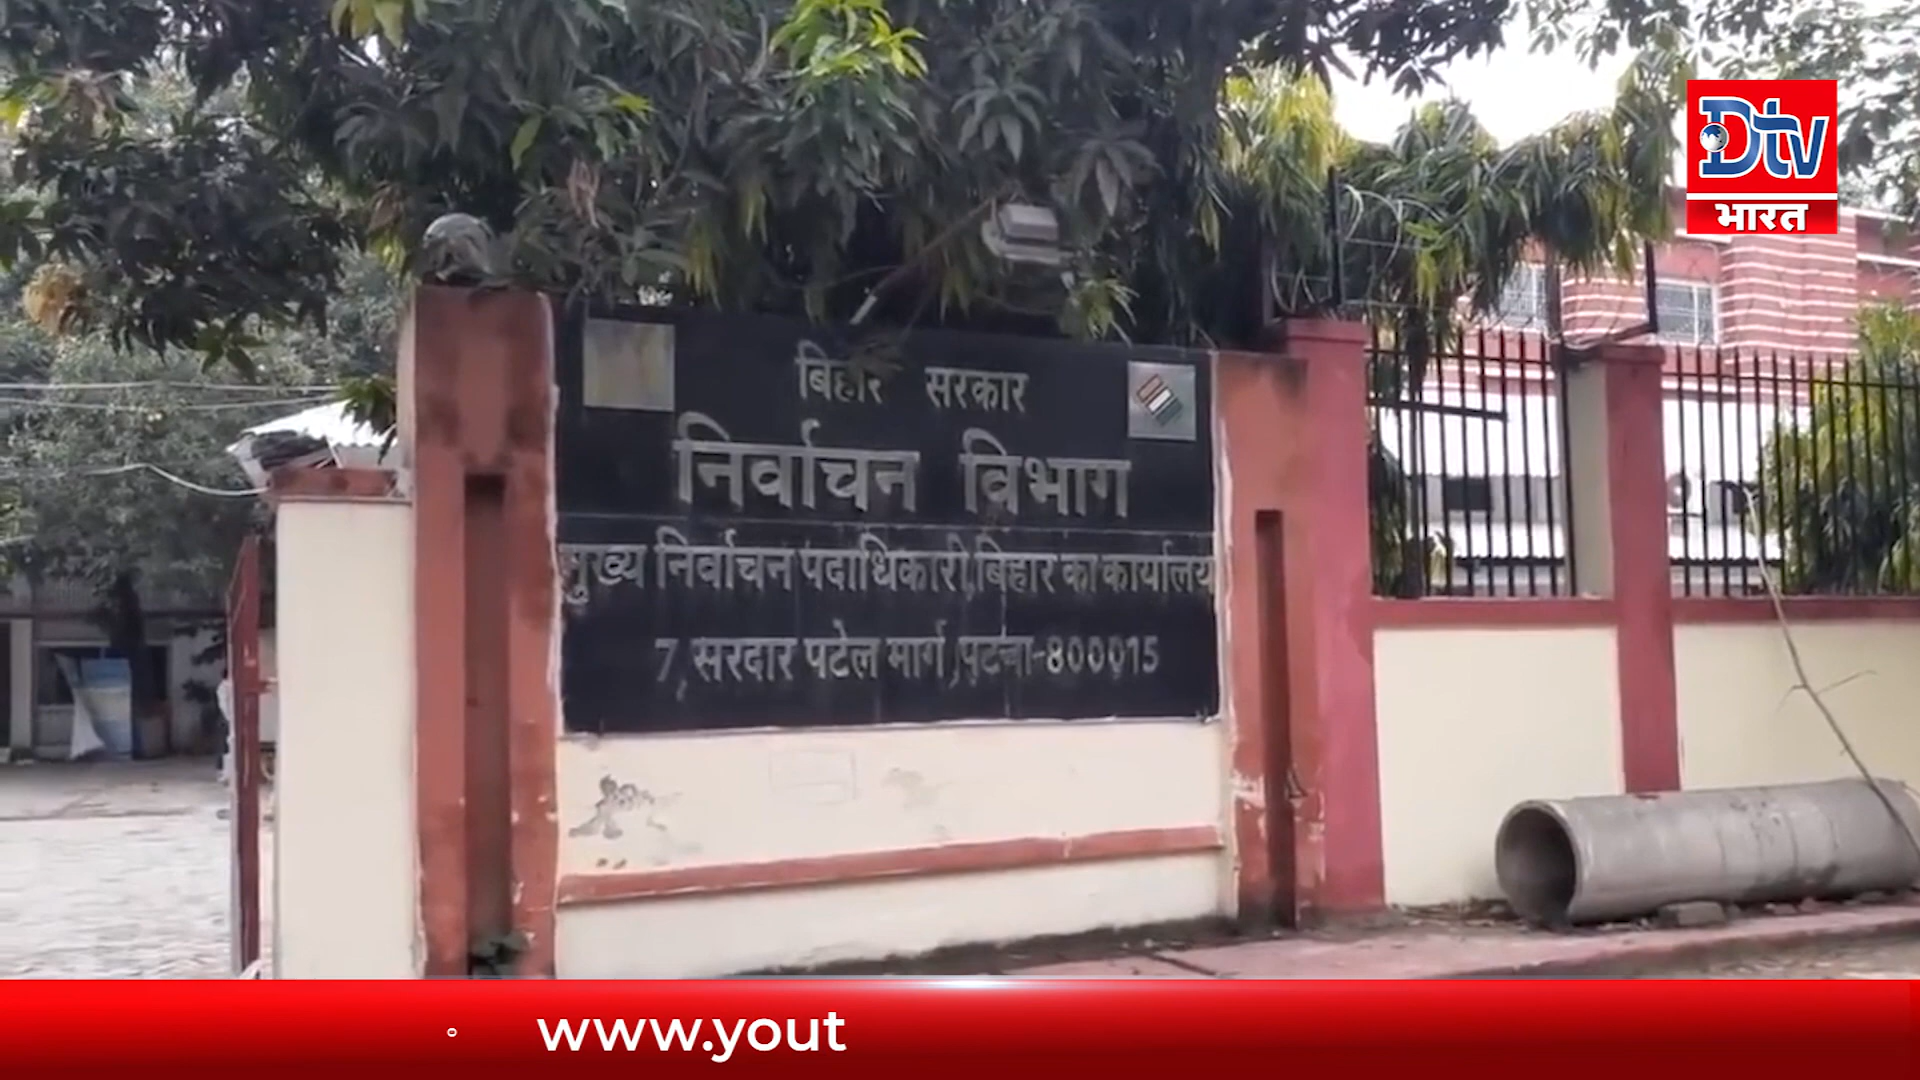 Dtv
भारत
बिहार सरकार
निर्वाचन विभाग
मुख्य निर्वाचन पदाधिकारी,बिहार का कार्यालय
7, सरदार पटेल मार्ग ,पटना-800015
www.yout